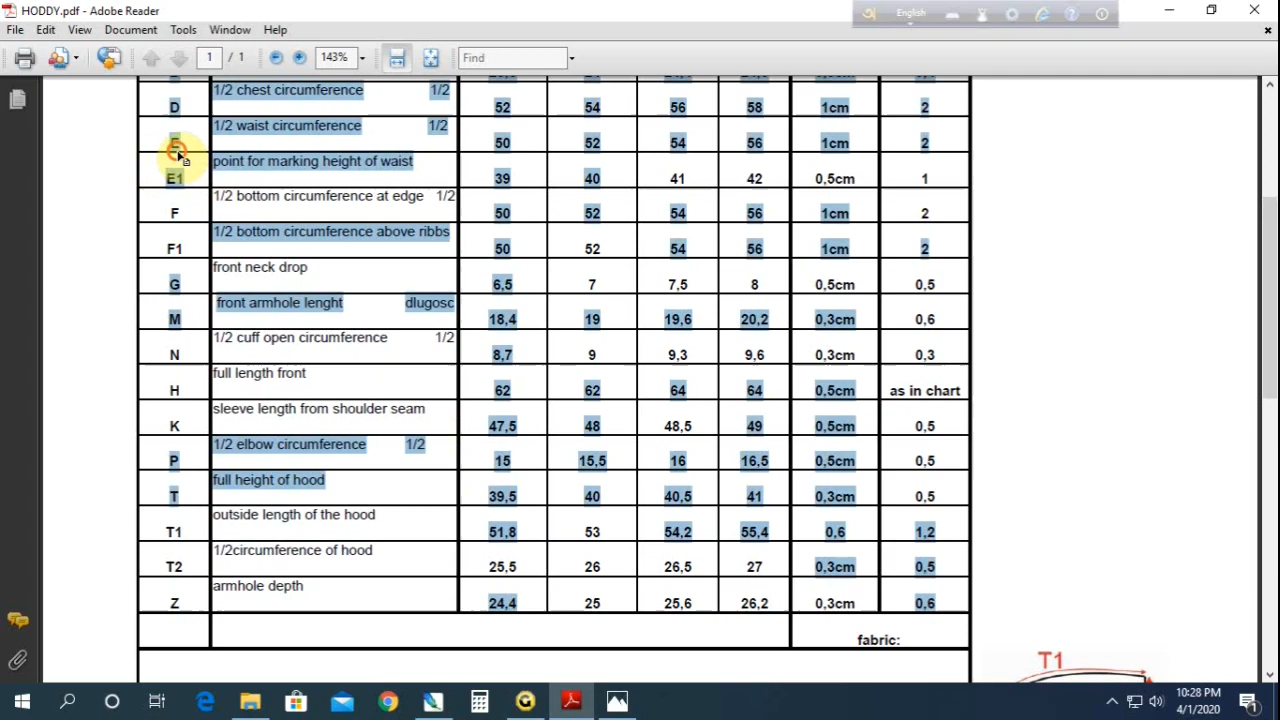 HODDY.pdf - Adobe Reader
English
File Edit View Document Tools Window Help
1 / 1 143% Find
D 1/2 chest circumference 1/2 52 54 56 58 1cm 2
E 1/2 waist circumference 1/2 50 52 54 56 1cm 2
E1 point for marking height of waist 39 40 41 42 0,5cm 1
F 1/2 bottom circumference at edge 1/2 50 52 54 56 1cm 2
F1 1/2 bottom circumference above ribbs 50 52 54 56 1cm 2
G front neck drop 6,5 7 7,5 8 0,5cm 0,5
M front armhole lenght dlugosc 18,4 19 19,6 20,2 0,3cm 0,6
N 1/2 cuff open circumference 1/2 8,7 9 9,3 9,6 0,3cm 0,3
H full length front 62 62 64 64 0,5cm as in chart
K sleeve length from shoulder seam 47,5 48 48,5 49 0,5cm 0,5
P 1/2 elbow circumference 1/2 15 15,5 16 16,5 0,5cm 0,5
T full height of hood 39,5 40 40,5 41 0,3cm 0,5
T1 outside length of the hood 51,8 53 54,2 55,4 0,6 1,2
T2 1/2circumference of hood 25,5 26 26,5 27 0,3cm 0,5
Z armhole depth 24,4 25 25,6 26,2 0,3cm 0,6
fabric:
T1
10:28 PM
4/1/2020